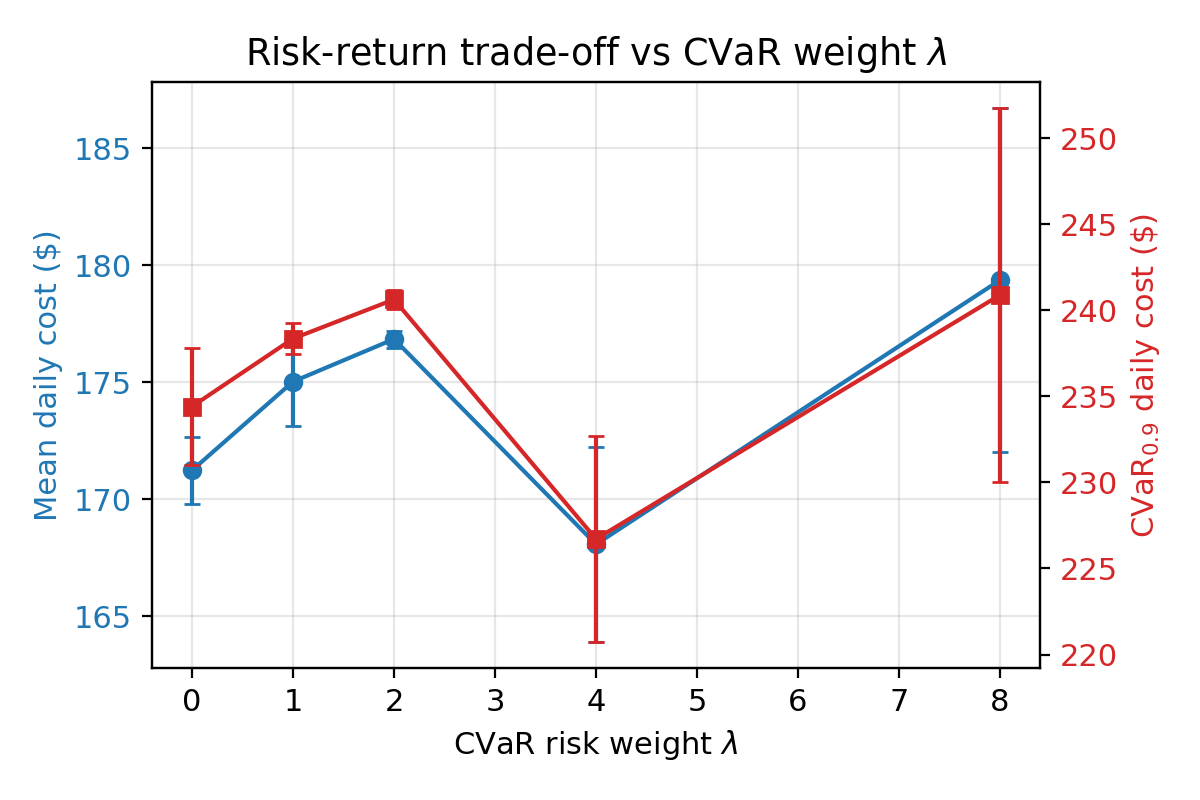 Risk-return trade-off vs CVaR weight λ
Mean daily cost ($)
185
180
175
170
165
250
245
240
235
230
225
220
CVaR₀.₉ daily cost ($)
0 1 2 3 4 5 6 7 8
CVaR risk weight λ